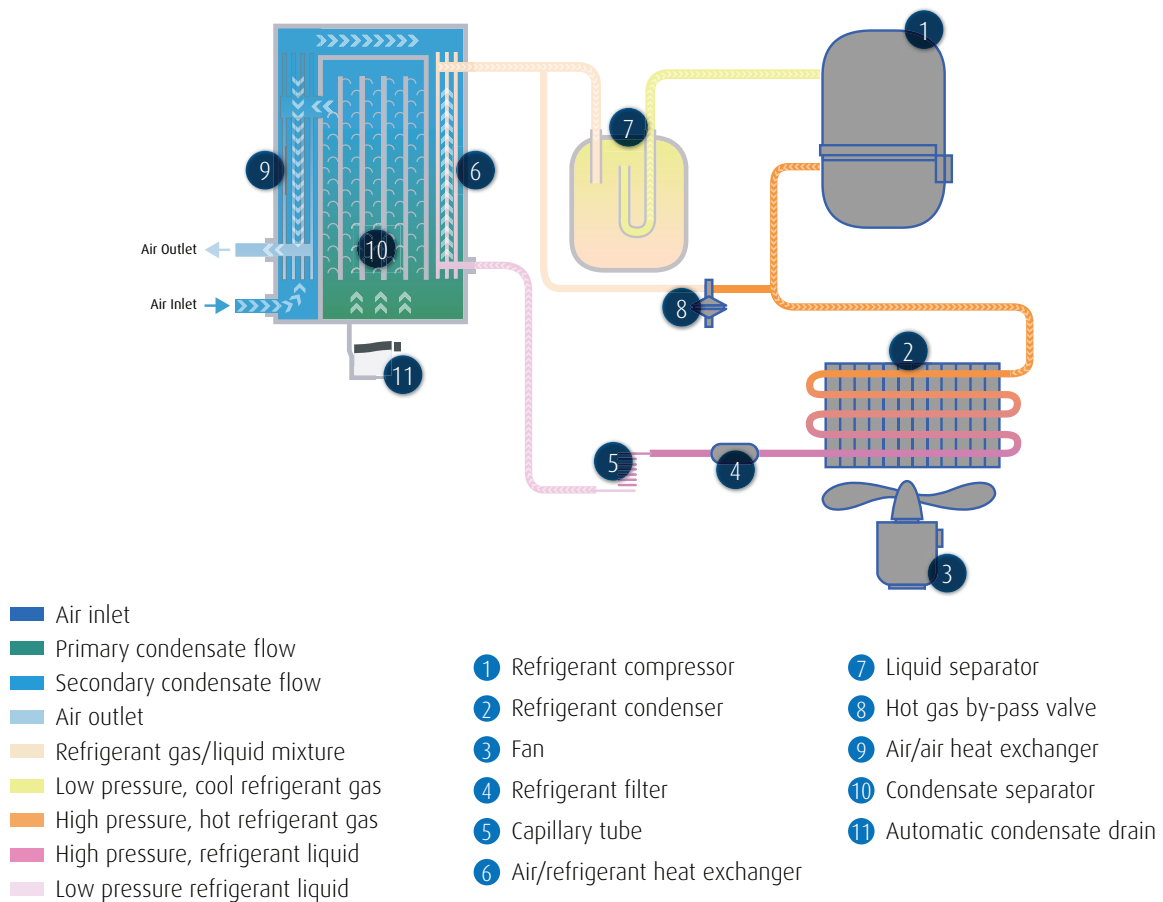 1
7
9
6
10
Air Outlet
Air Inlet
8
11
2
5
4
3
Air inlet
Primary condensate flow
Secondary condensate flow
Air outlet
Refrigerant gas/liquid mixture
Low pressure, cool refrigerant gas
High pressure, hot refrigerant gas
High pressure, refrigerant liquid
Low pressure refrigerant liquid
1 Refrigerant compressor
2 Refrigerant condenser
3 Fan
4 Refrigerant filter
5 Capillary tube
6 Air/refrigerant heat exchanger
7 Liquid separator
8 Hot gas by-pass valve
9 Air/air heat exchanger
10 Condensate separator
11 Automatic condensate drain